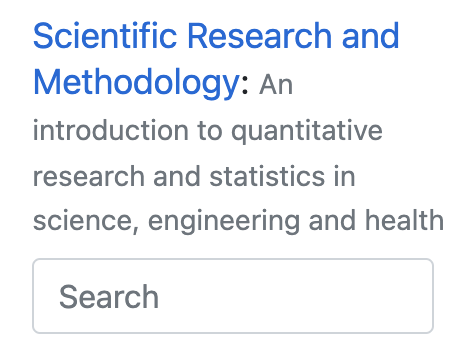 Scientific Research and
Methodology: An
introduction to quantitative
research and statistics in
science, engineering and health
Search